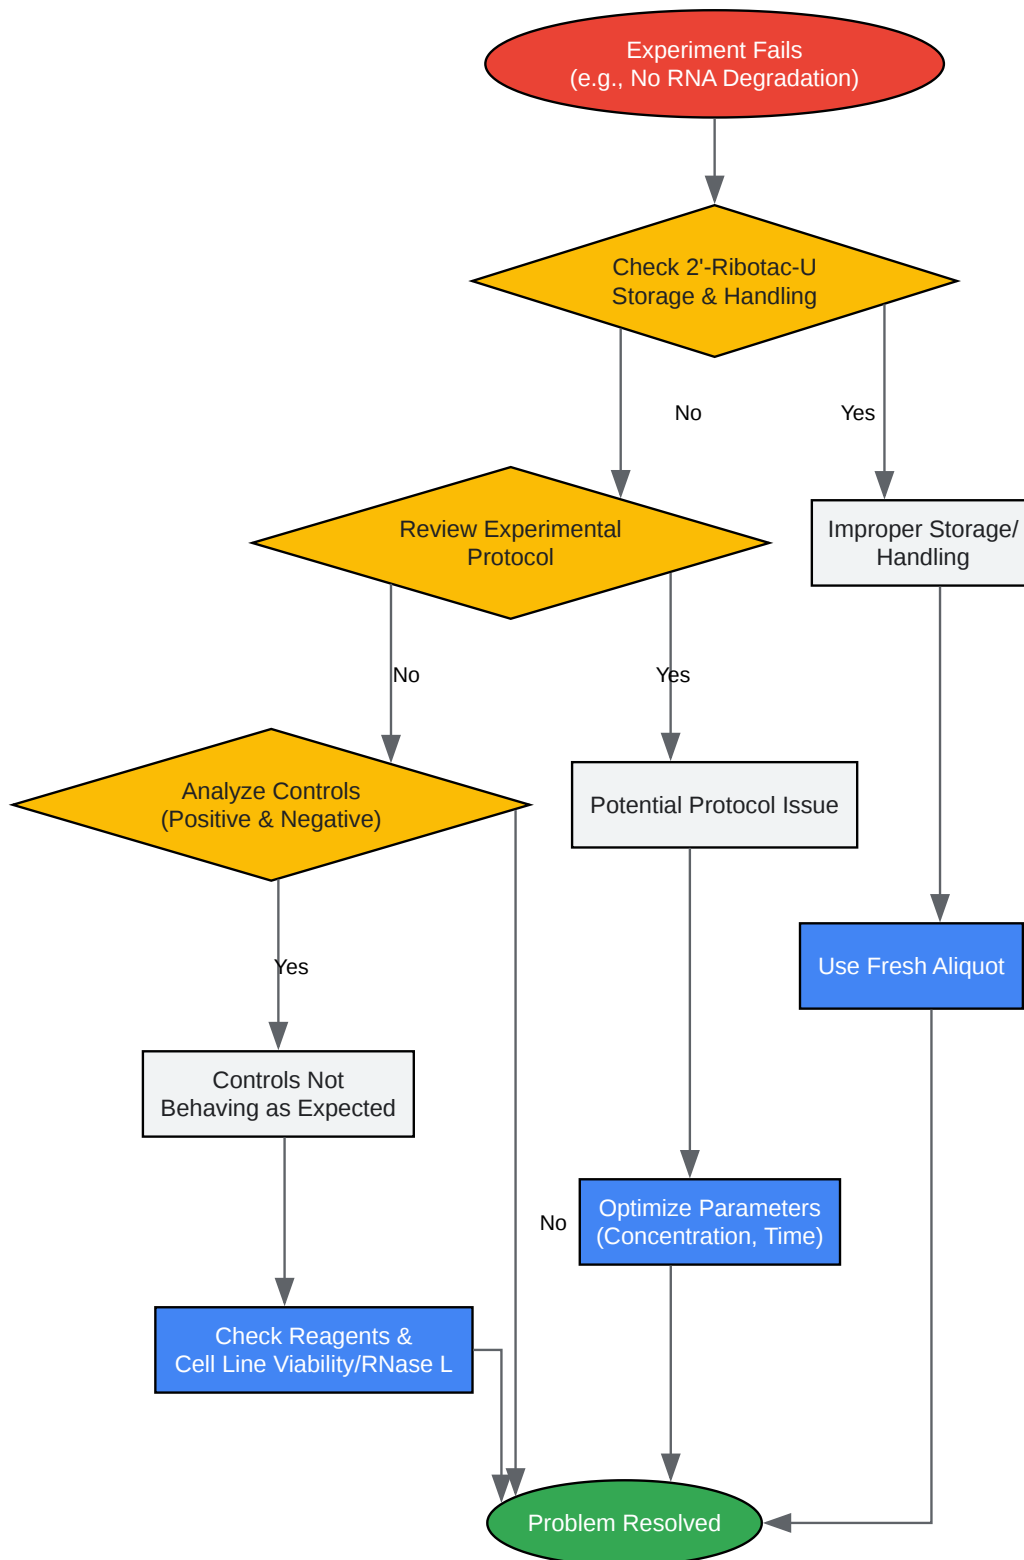 Experiment Fails
(e.g., No RNA Degradation)
Check 2'-Ribotac-U
Storage & Handling
No
Yes
Review Experimental
Protocol
Improper Storage/
Handling
No
Yes
Analyze Controls
(Positive & Negative)
Potential Protocol Issue
Use Fresh Aliquot
Yes
Controls Not
Behaving as Expected
No
Optimize Parameters
(Concentration, Time)
Check Reagents &
Cell Line Viability/RNase L
Problem Resolved